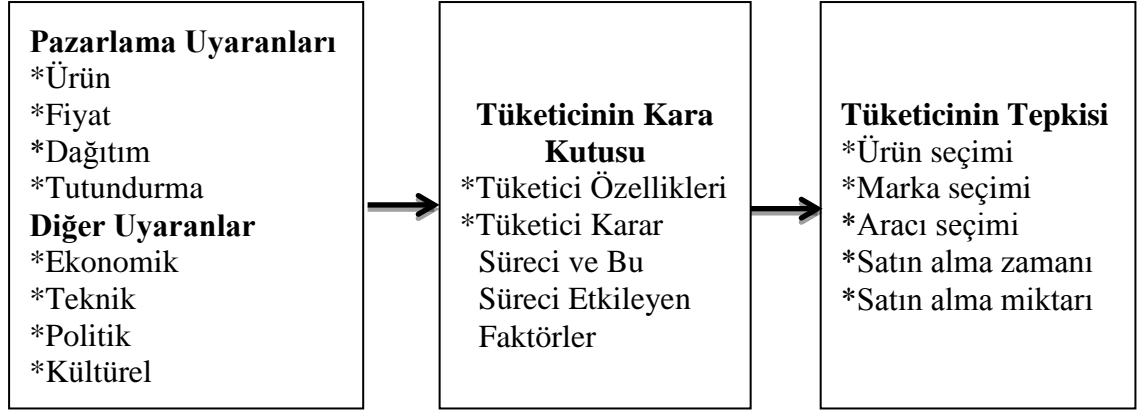 Pazarlama Uyaranları
*Ürün
*Fiyat
*Dağıtım
*Tutundurma
Diğer Uyaranlar
*Ekonomik
*Teknik
*Politik
*Kültürel
Tüketicinin Kara
Kutusu
*Tüketici Özellikleri
*Tüketici Karar
Süreci ve Bu
Süreci Etkileyen
Faktörler
Tüketicinin Tepkisi
*Ürün seçimi
*Marka seçimi
*Aracı seçimi
*Satın alma zamanı
*Satın alma miktarı